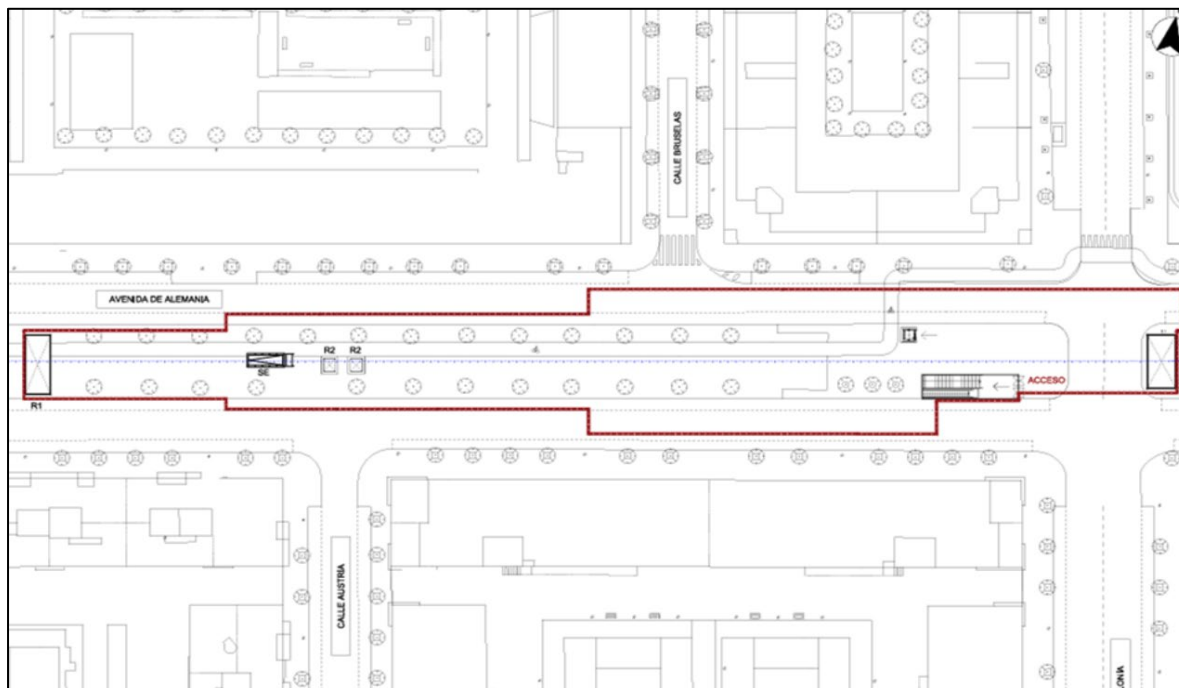 CALLE BRUSELAS
AVENIDA DE ALEMANIA
R2
R2
SE
ACCESO
R1
CALLE AUSTRIA